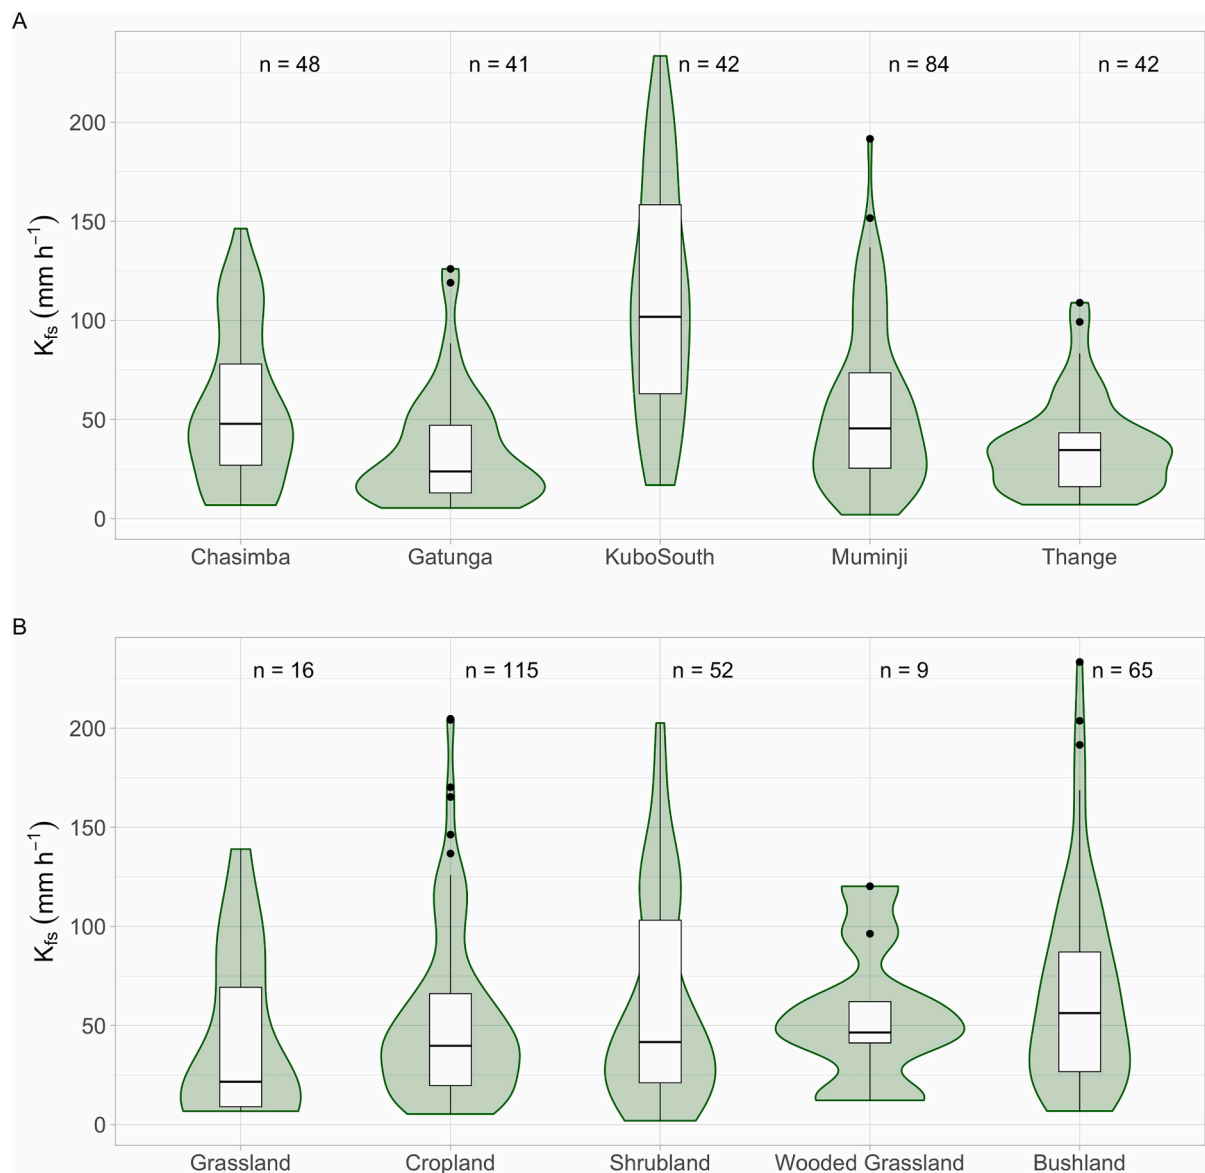 A
n = 48 n = 41 n = 42 n = 84 n = 42
200
150
100
50
0
Kfs (mm h−1)
Chasimba Gatunga KuboSouth Muminji Thange
B
n = 16 n = 115 n = 52 n = 9 n = 65
200
150
100
50
0
Kfs (mm h−1)
Grassland Cropland Shrubland Wooded Grassland Bushland